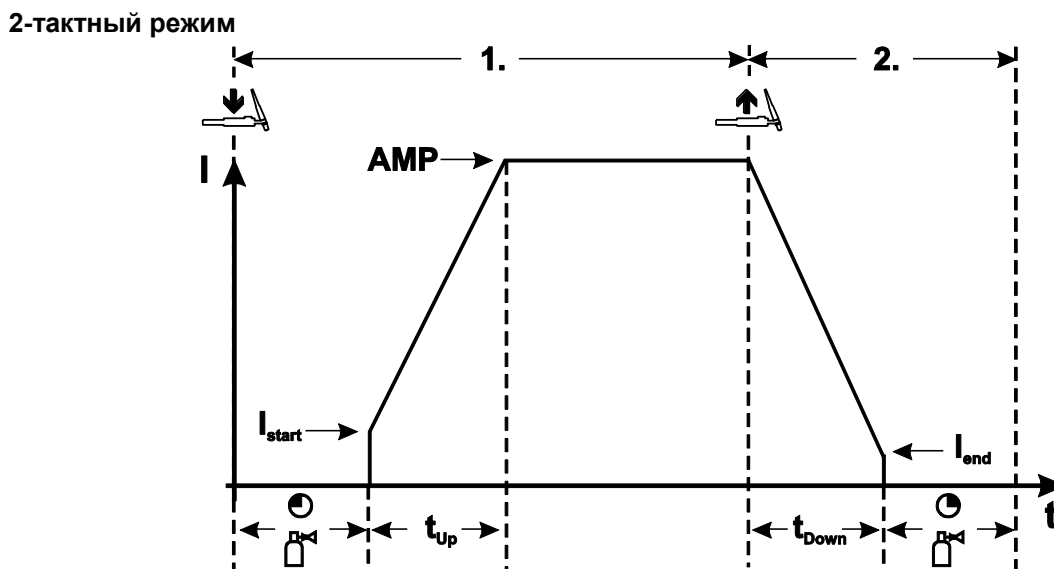 2-тактный режим
1.
2.
I
AMP
Istart
Iend
t
tUp
tDown